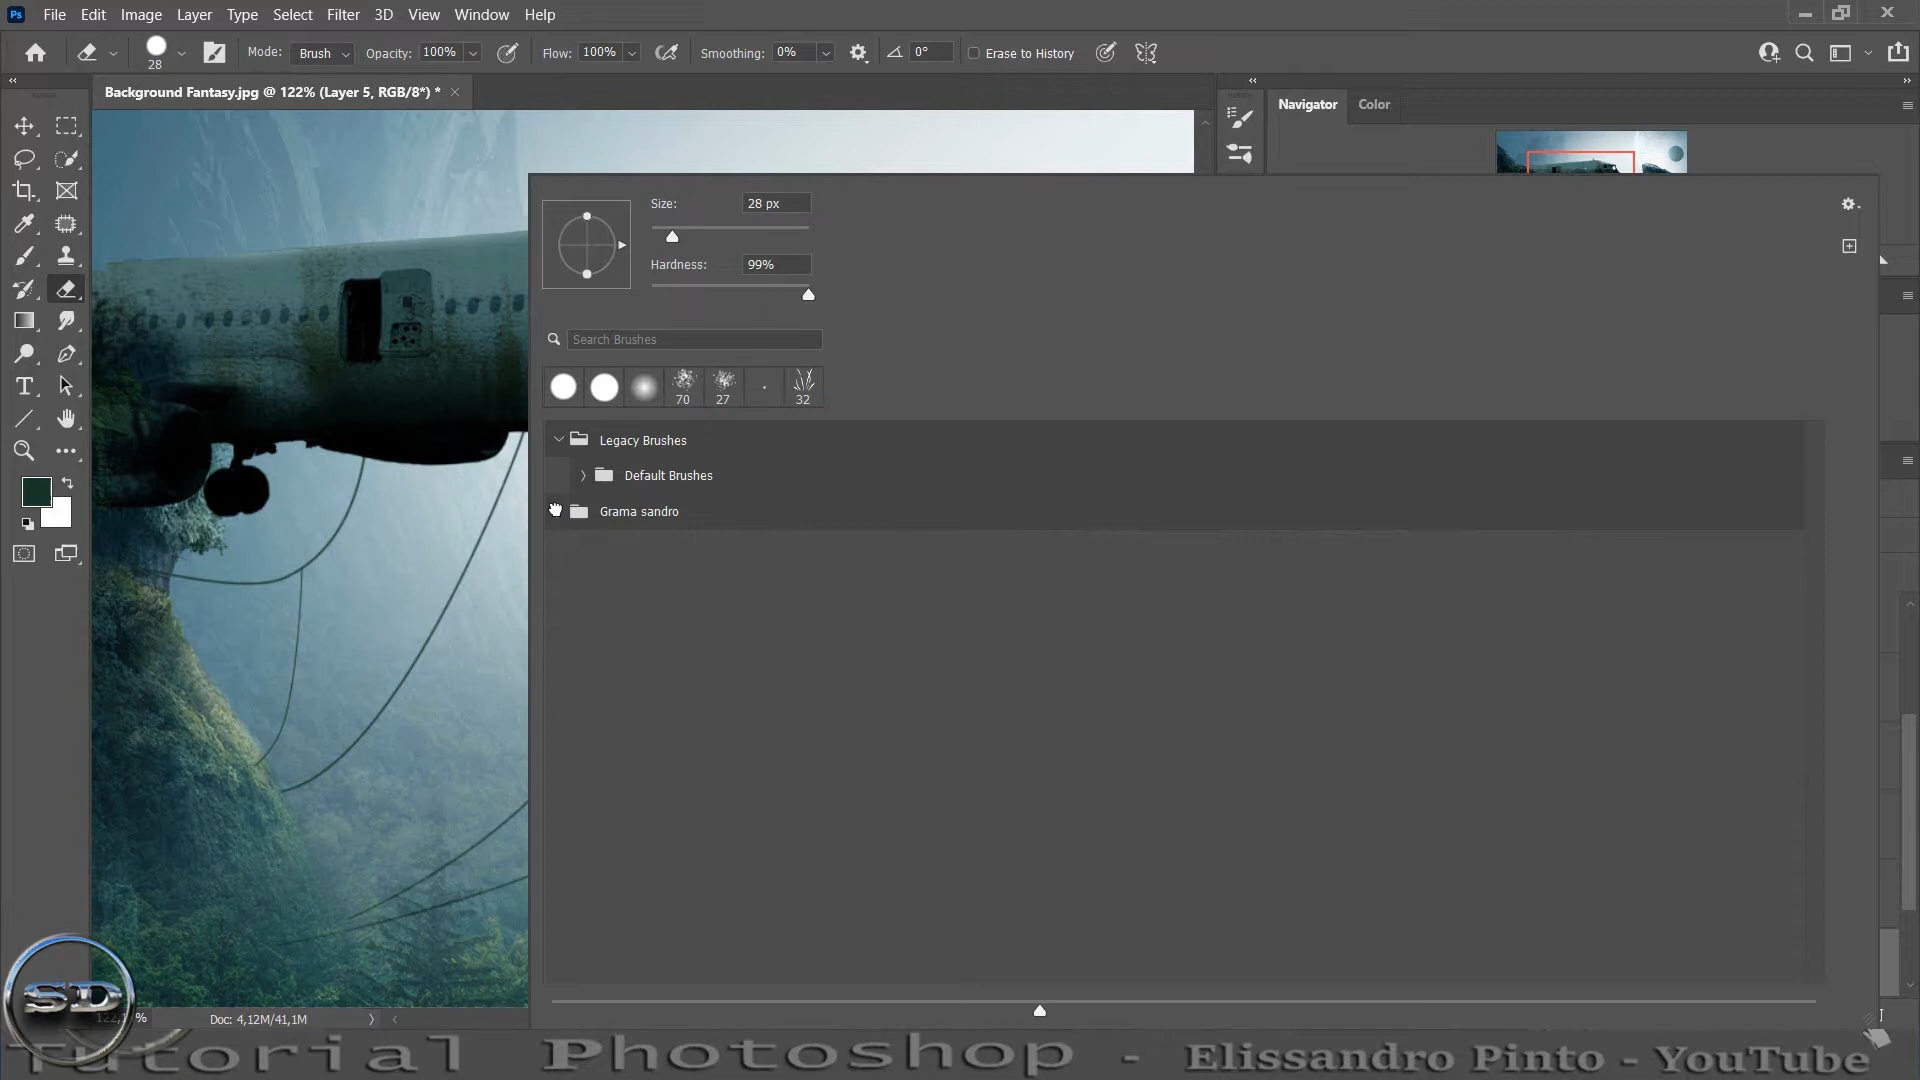 Ps File Edit Image Layer Type Select Filter 3D View Window Help
28 Mode: Brush Opacity: 100% Flow: 100% Smoothing: 0% 0° Erase to History
Background Fantasy.jpg @ 122% (Layer 5, RGB/8*) * ×
Navigator Color
Size: 28 px
Hardness: 99%
Search Brushes
70 27 32
Legacy Brushes
Default Brushes
Grama sandro
SD
% Doc: 4,12M/41,1M
Tutorial Photoshop - Elissandro Pinto - YouTube